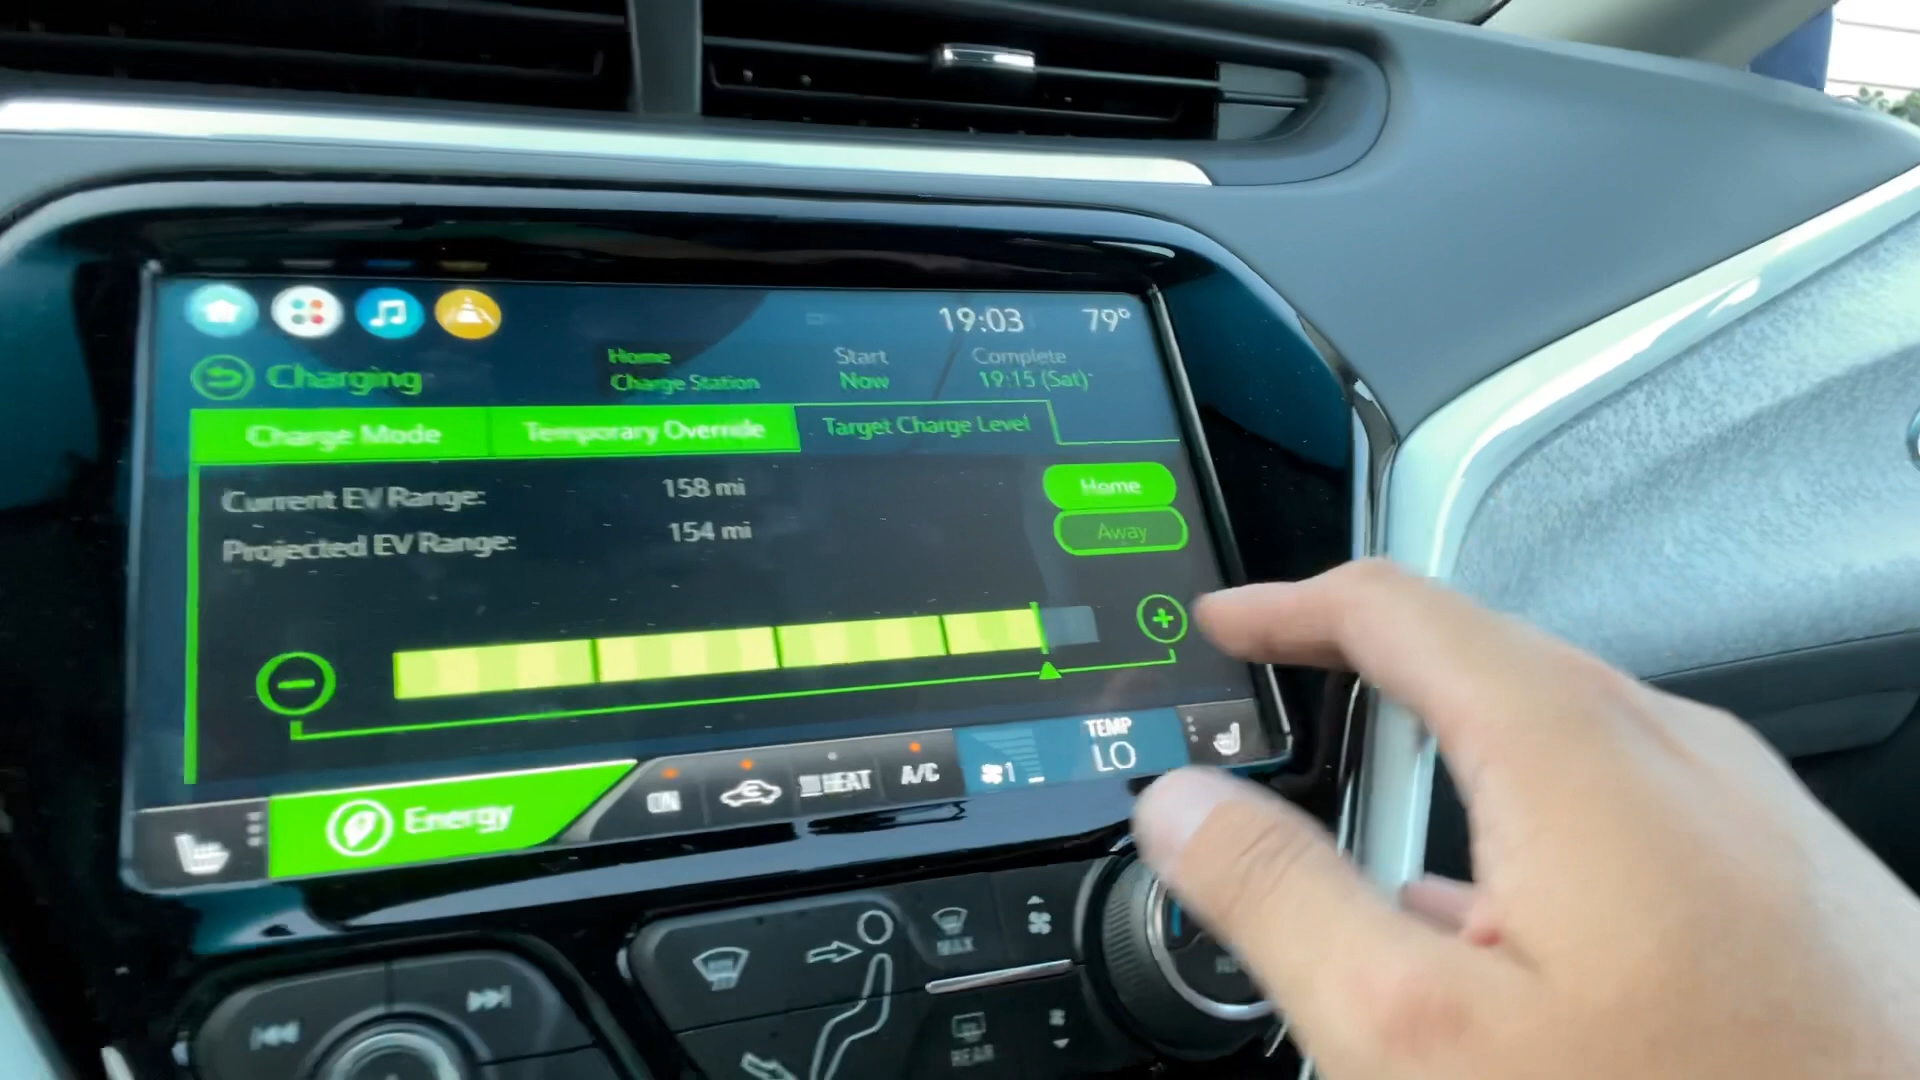 19:03 79°
Charging
Home
Charge Station
Start
Now
Complete
19:15 (Sat)
Charge Mode Temporary Override Target Charge Level
Current EV Range: 158 mi
Projected EV Range: 154 mi
Home
Away
Energy
ON
HEAT
A/C
1
TEMP
LO
MAX
REAR